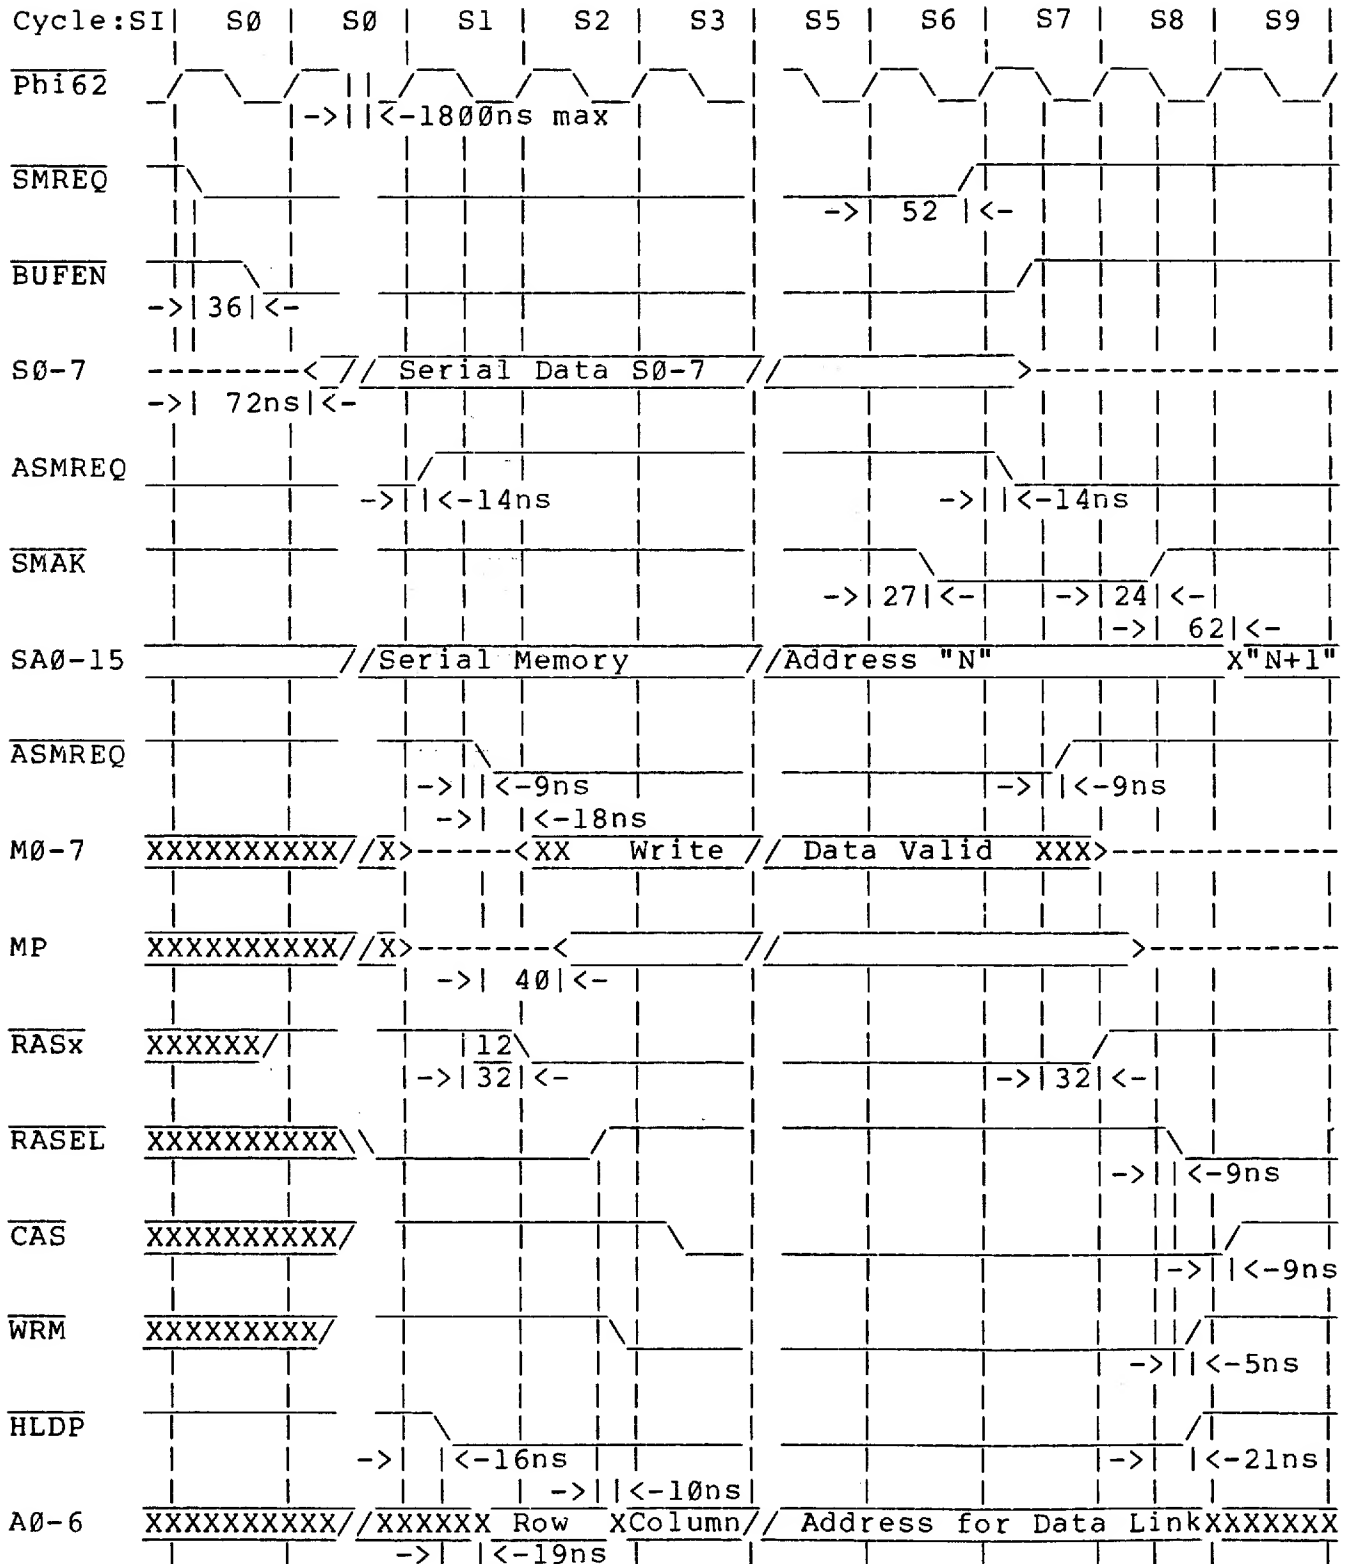 Cycle:SI| SØ | SØ | S1 | S2 | S3 | S5 | S6 | S7 | S8 | S9
Phi62
->||<-1800ns max
SMREQ
->| 52 |<-
BUFEN
->|36|<-
SØ-7 --------< // Serial Data SØ-7 // >-------------
->| 72ns|<-
ASMREQ
->||<-14ns ->||<-14ns
SMAK
->|27|<- ->|24|<-
->| 62|<-
SAØ-15 //Serial Memory //Address "N" X"N+1"
ASMREQ
->||<-9ns ->||<-9ns
->| |<-18ns
MØ-7 XXXXXXXXXX//X>-----<XX Write // Data Valid XXX>------------
MP XXXXXXXXXX//X>-------< // >----------
->| 40|<-
RASx XXXXXX/ |12\
->|32|<- ->|32|<-
RASEL XXXXXXXXXX\
->||<-9ns
CAS XXXXXXXXXX/
->||<-9ns
WRM XXXXXXXXX/
->||<-5ns
HLDP
->| |<-16ns ->| |<-21ns
->||<-10ns
AØ-6 XXXXXXXXXX//XXXXXX Row XColumn// Address for Data LinkXXXXXXX
->| |<-19ns